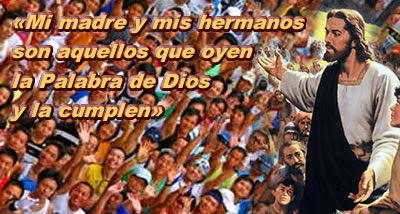 «Mi madre y mis hermanos
son aquellos que oyen
la Palabra de Dios
y la cumplen»